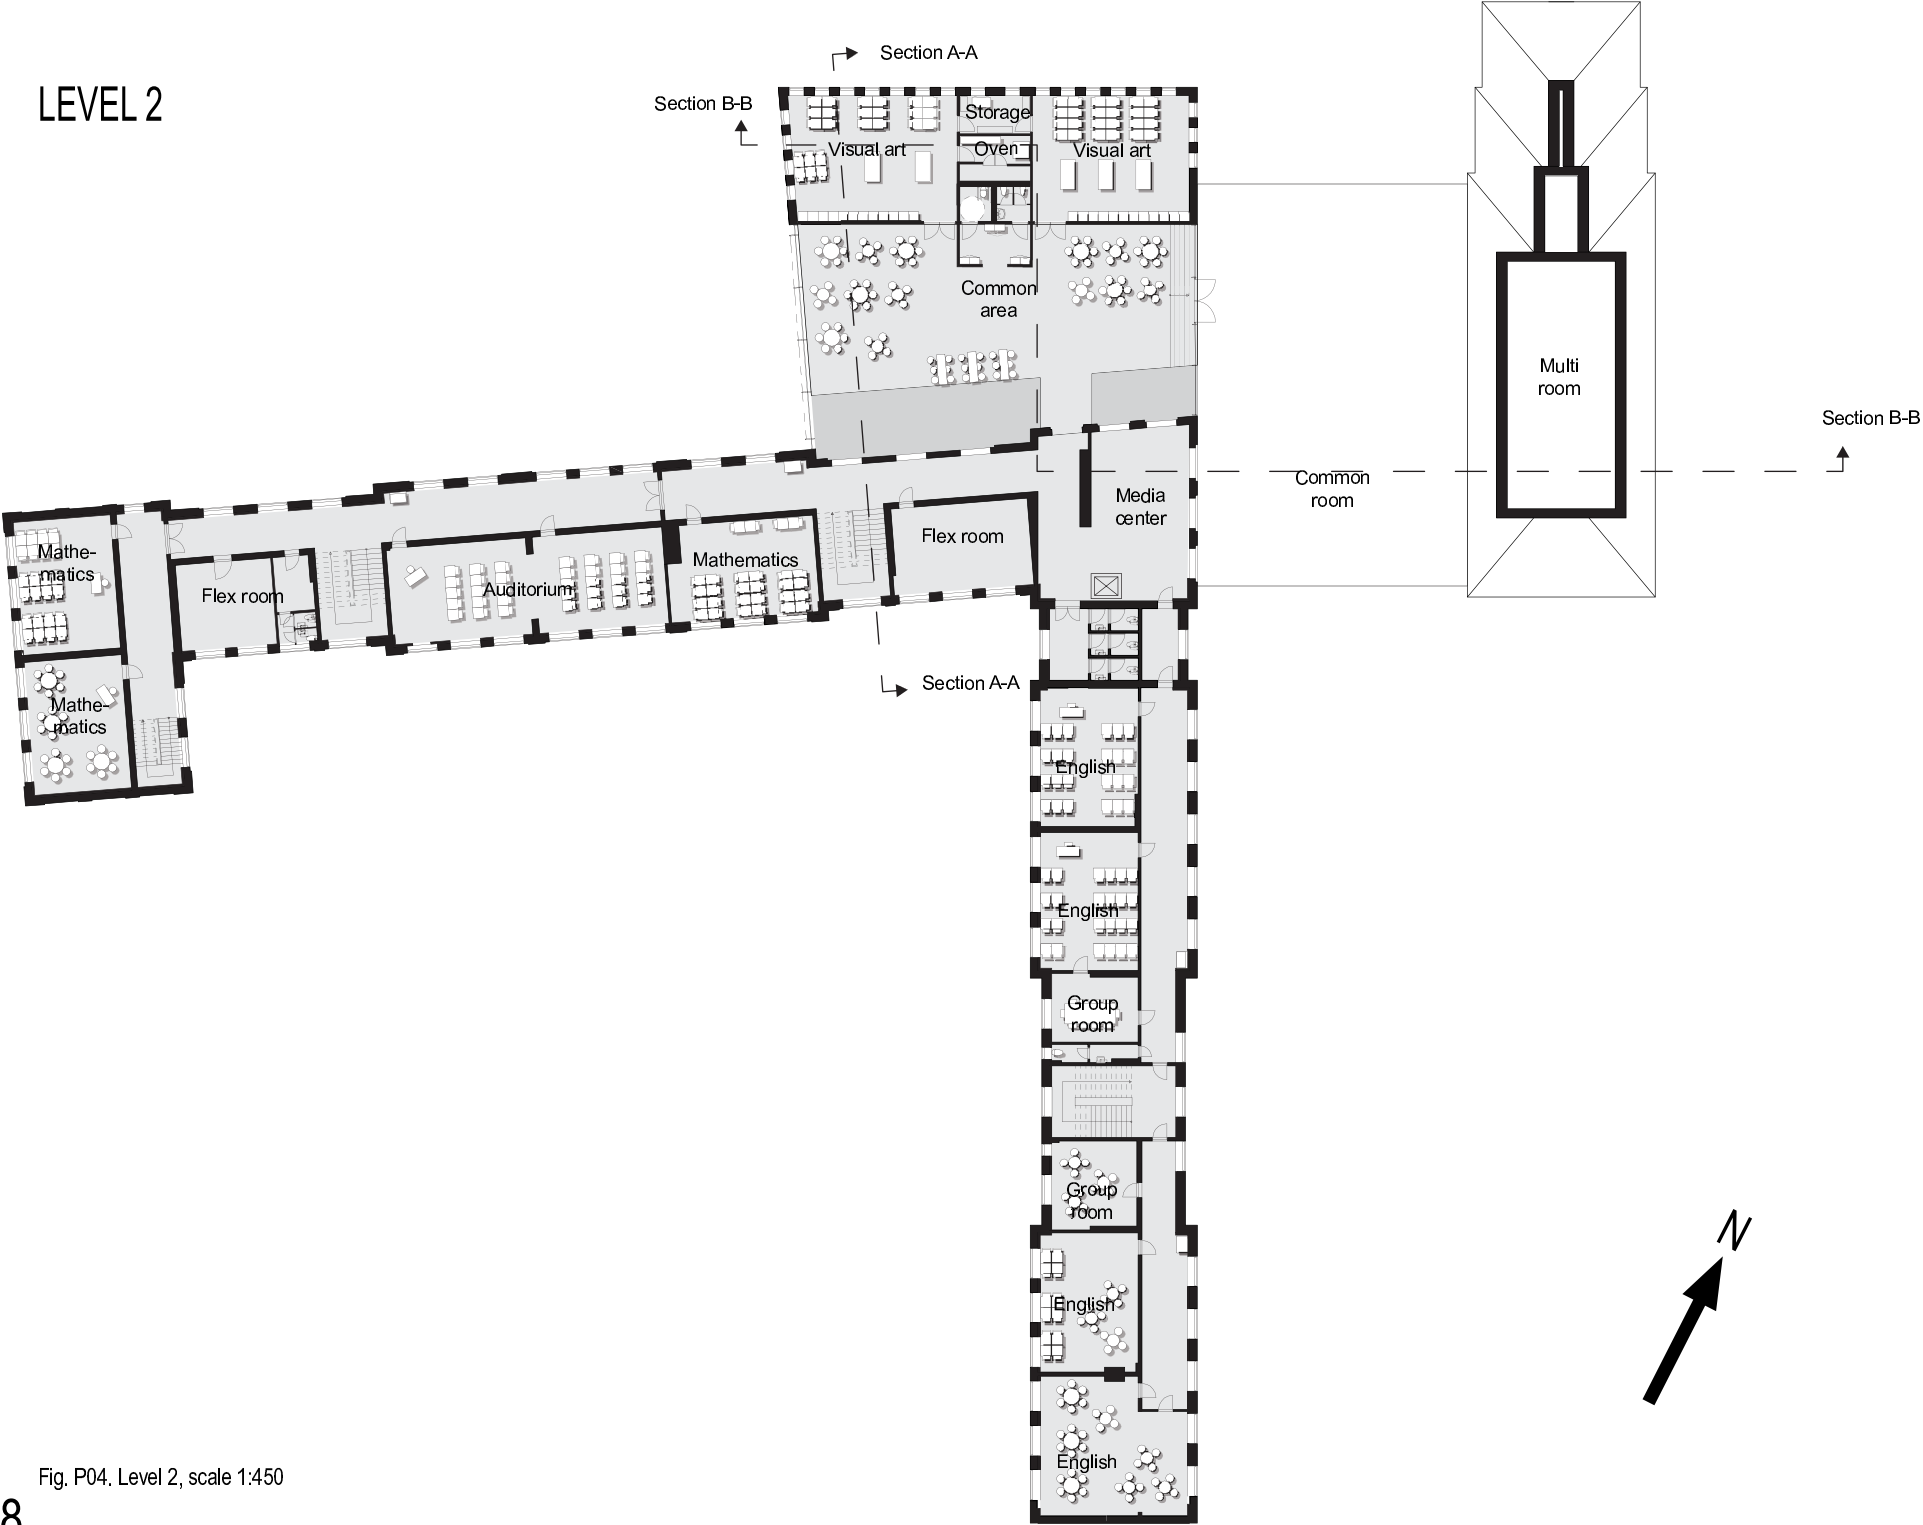 LEVEL 2
Section A-A
Section B-B
Storage
Visual art
Oven
Visual art
Common
area
Multi
room
Section B-B
Common
room
Media
center
Flex room
Mathematics
Auditorium
Mathe-
matics
Flex room
Section A-A
Mathe-
matics
English
English
Group
room
Group
room
English
English
N
Fig. P04. Level 2, scale 1:450
8